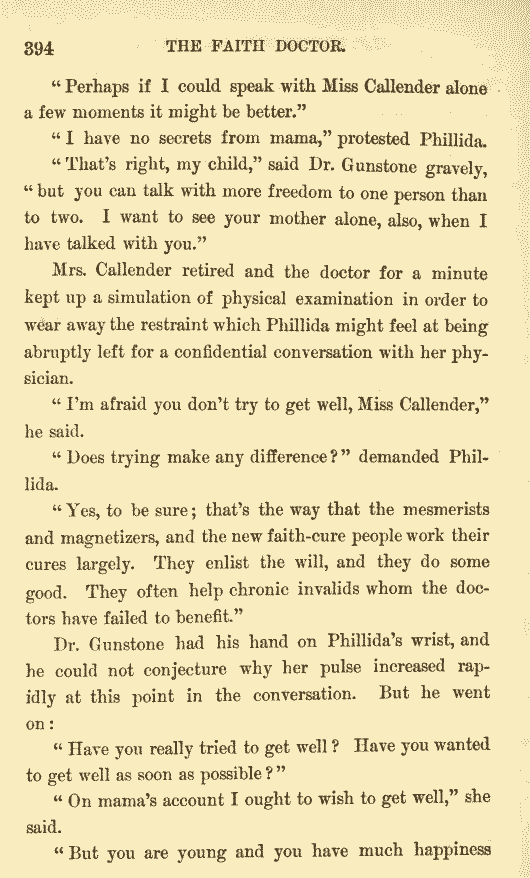 394 THE FAITH DOCTOR.
“Perhaps if I could speak with Miss Callender alone
a few moments it might be better.”
“I have no secrets from mama,” protested Phillida.
“That's right, my child,” said Dr. Gunstone gravely,
“but you can talk with more freedom to one person than
to two. I want to see your mother alone, also, when I
have talked with you.”
Mrs. Callender retired and the doctor for a minute
kept up a simulation of physical examination in order to
wear away the restraint which Phillida might feel at being
abruptly left for a confidential conversation with her phy-
sician.
“I'm afraid you don't try to get well, Miss Callender,”
he said.
“Does trying make any difference?” demanded Phil-
lida.
“Yes, to be sure; that's the way that the mesmerists
and magnetizers, and the new faith-cure people work their
cures largely. They enlist the will, and they do some
good. They often help chronic invalids whom the doc-
tors have failed to benefit.”
Dr. Gunstone had his hand on Phillida's wrist, and
he could not conjecture why her pulse increased rap-
idly at this point in the conversation. But he went
on:
“Have you really tried to get well? Have you wanted
to get well as soon as possible?”
“On mama's account I ought to wish to get well,” she
said.
“But you are young and you have much happiness